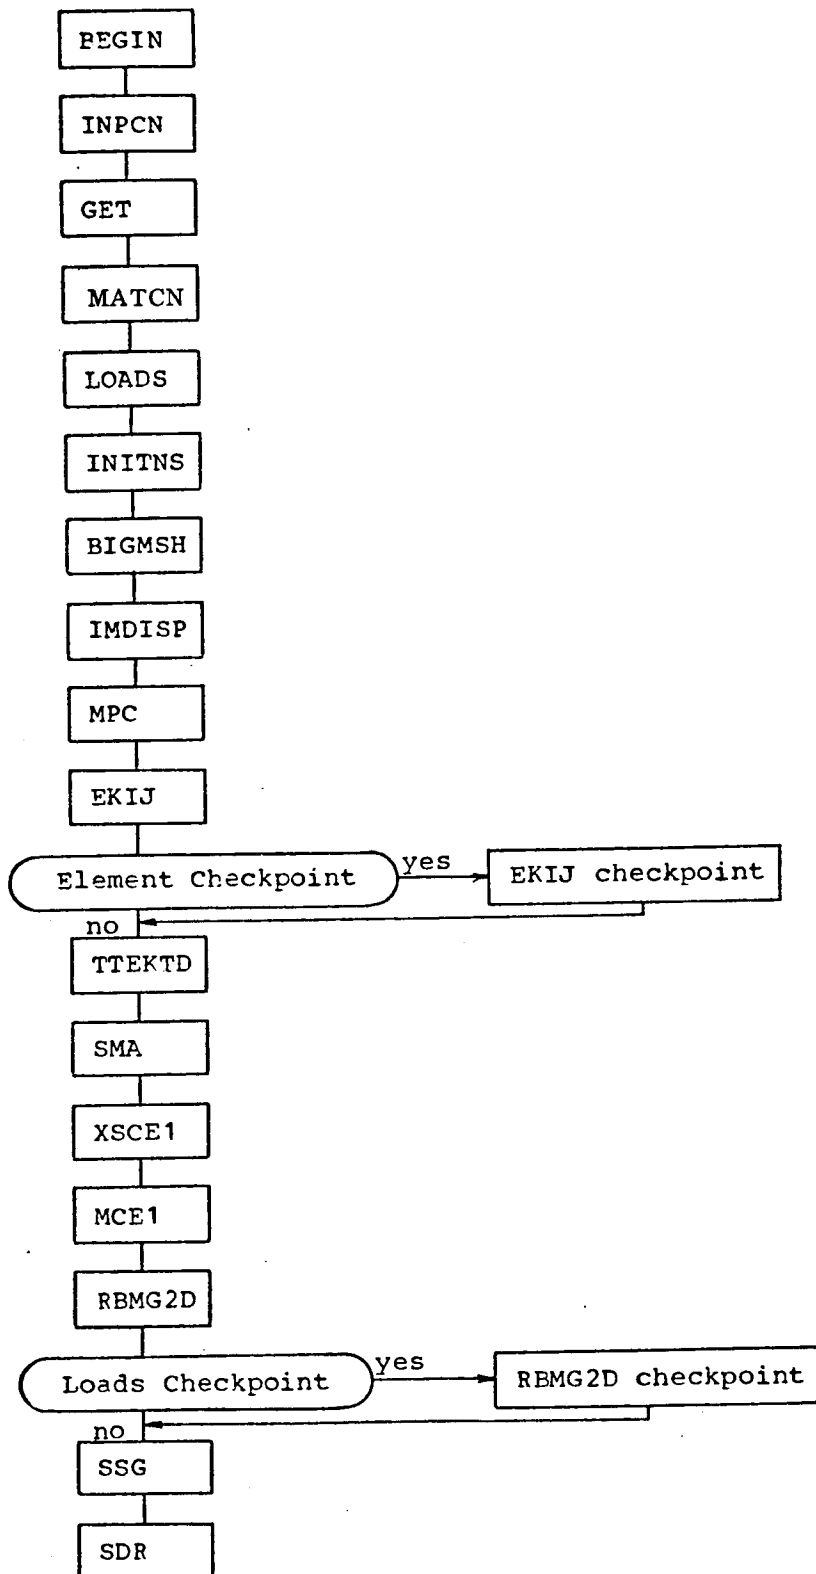 BEGIN
INPCN
GET
MATCN
LOADS
INITNS
BIGMSH
IMDISP
MPC
EKIJ
Element Checkpoint
yes
EKIJ checkpoint
no
TTEKTD
SMA
XSCE1
MCE1
RBMG2D
Loads Checkpoint
yes
RBMG2D checkpoint
no
SSG
SDR